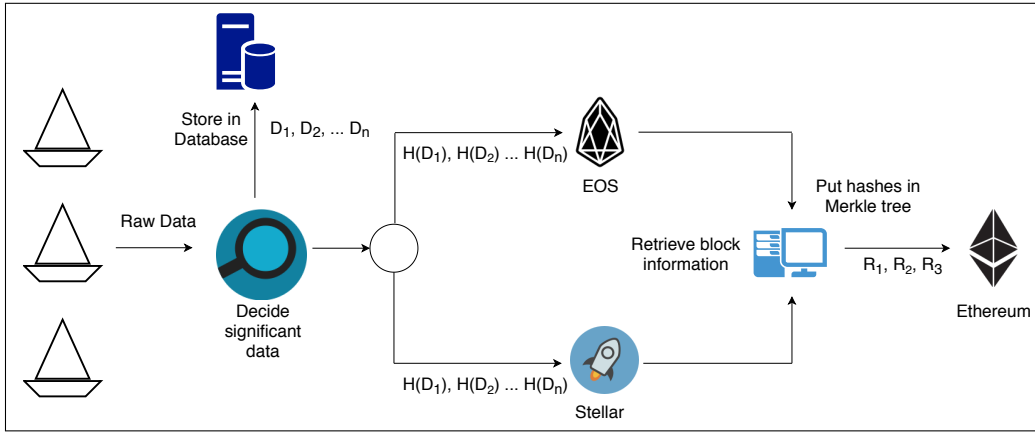 Store in
Database
D₁, D₂, ... Dₙ
H(D₁), H(D₂) ... H(Dₙ)
EOS
Put hashes in
Merkle tree
Raw Data
Retrieve block
information
R₁, R₂, R₃
Ethereum
Decide
significant
data
H(D₁), H(D₂) ... H(Dₙ)
Stellar